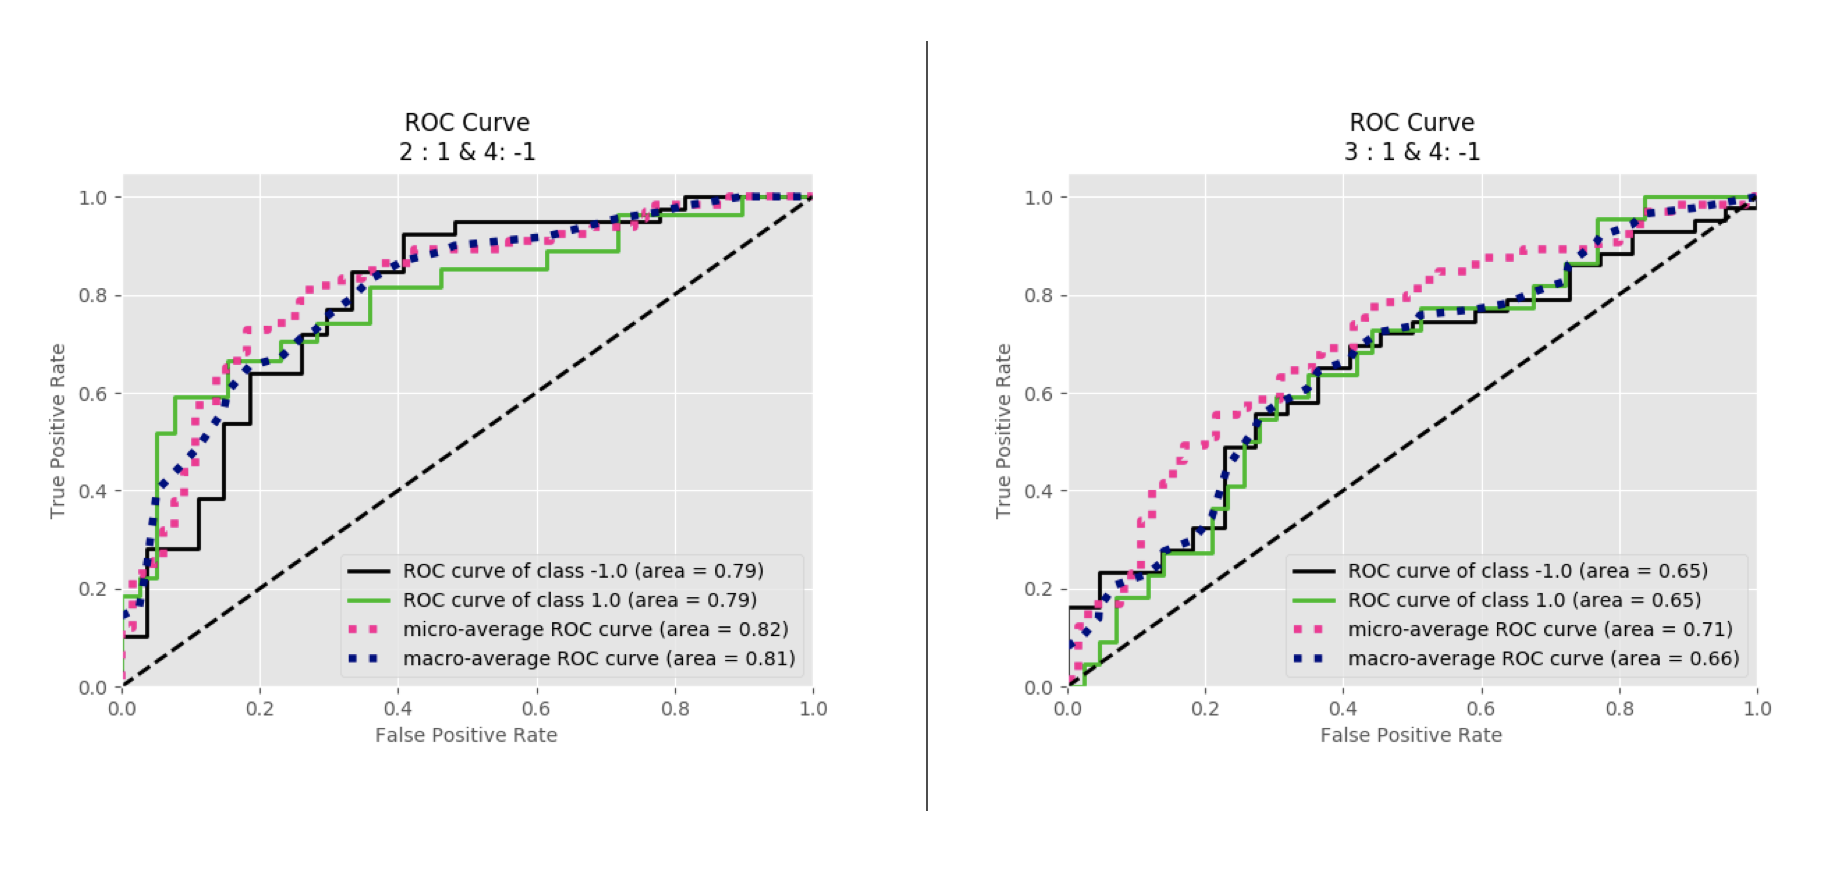 ROC Curve
2 : 1 & 4: -1
1.0
0.8
0.6
0.4
0.2
0.0
True Positive Rate
ROC curve of class -1.0 (area = 0.79)
ROC curve of class 1.0 (area = 0.79)
micro-average ROC curve (area = 0.82)
macro-average ROC curve (area = 0.81)
0.0 0.2 0.4 0.6 0.8 1.0
False Positive Rate
ROC Curve
3 : 1 & 4: -1
1.0
0.8
0.6
0.4
0.2
0.0
True Positive Rate
ROC curve of class -1.0 (area = 0.65)
ROC curve of class 1.0 (area = 0.65)
micro-average ROC curve (area = 0.71)
macro-average ROC curve (area = 0.66)
0.0 0.2 0.4 0.6 0.8 1.0
False Positive Rate